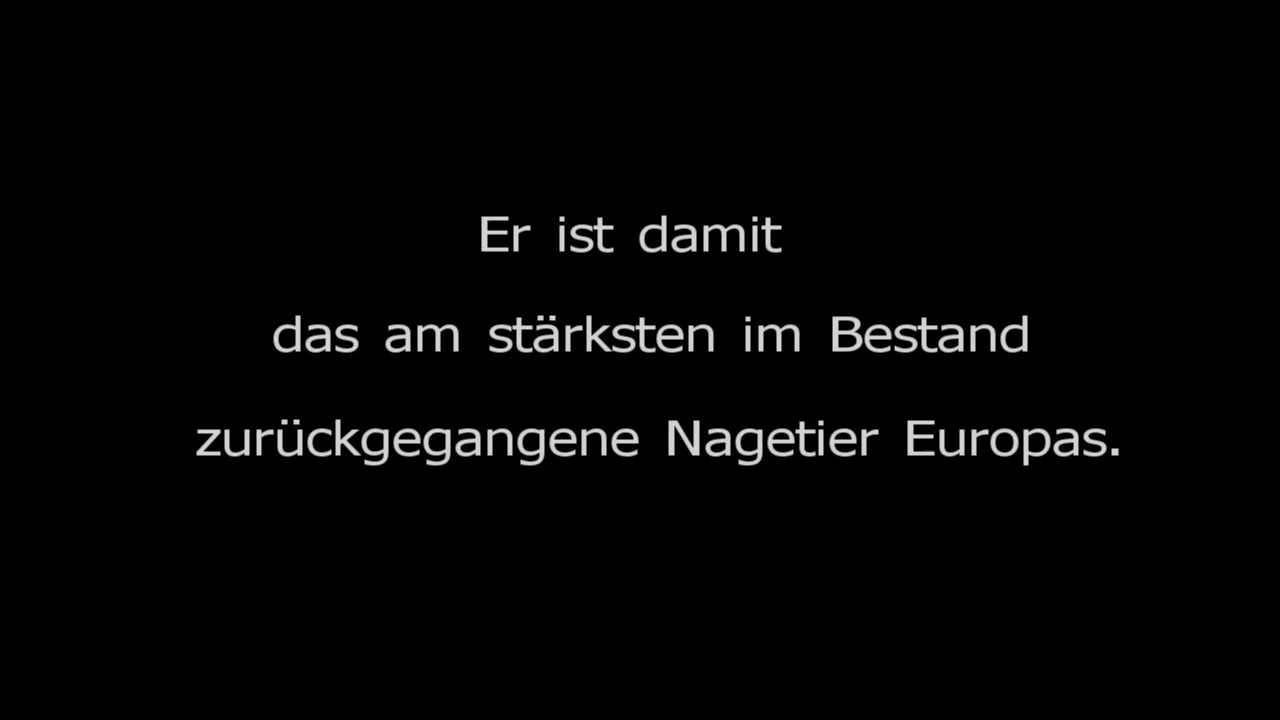 Er ist damit
das am stärksten im Bestand
zurückgegangene Nagetier Europas.